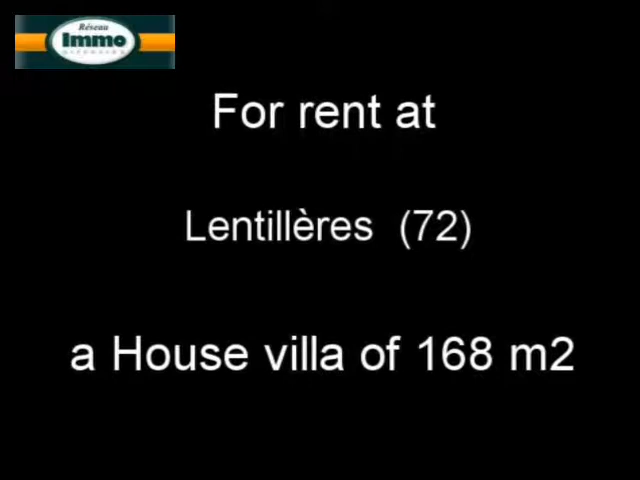 Réseau
Immo
For rent at
Lentillères (72)
a House villa of 168 m2